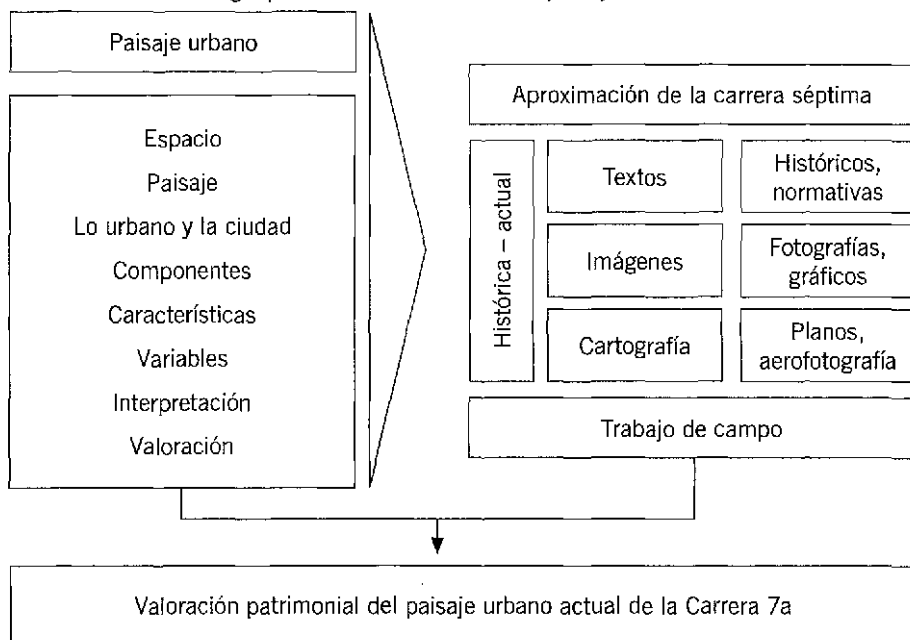 Paisaje urbano
Espacio
Paisaje
Lo urbano y la ciudad
Componentes
Características
Variables
Interpretación
Valoración
Aproximación de la carrera séptima
Histórica – actual
Textos
Históricos,
normativas
Imágenes
Fotografías,
gráficos
Cartografía
Planos,
aerofotografía
Trabajo de campo
Valoración patrimonial del paisaje urbano actual de la Carrera 7a